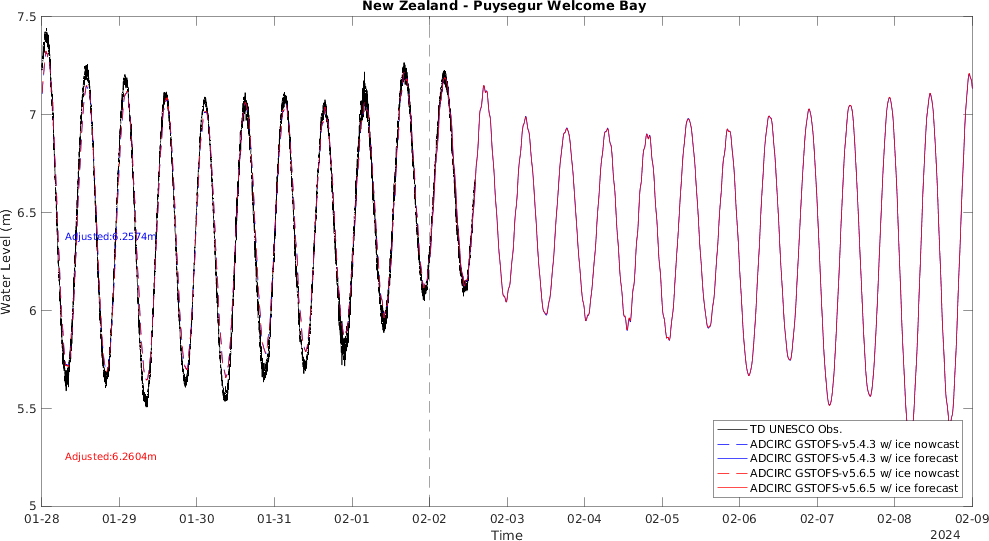 New Zealand - Puysegur Welcome Bay
7.5
7
6.5
6
5.5
5
Water Level (m)
Adjusted:6.2574m
Adjusted:6.2604m
TD UNESCO Obs.
ADCIRC GSTOFS-v5.4.3 w/ ice nowcast
ADCIRC GSTOFS-v5.4.3 w/ ice forecast
ADCIRC GSTOFS-v5.6.5 w/ ice nowcast
ADCIRC GSTOFS-v5.6.5 w/ ice forecast
01-28 01-29 01-30 01-31 02-01 02-02 02-03 02-04 02-05 02-06 02-07 02-08 02-09
Time
2024